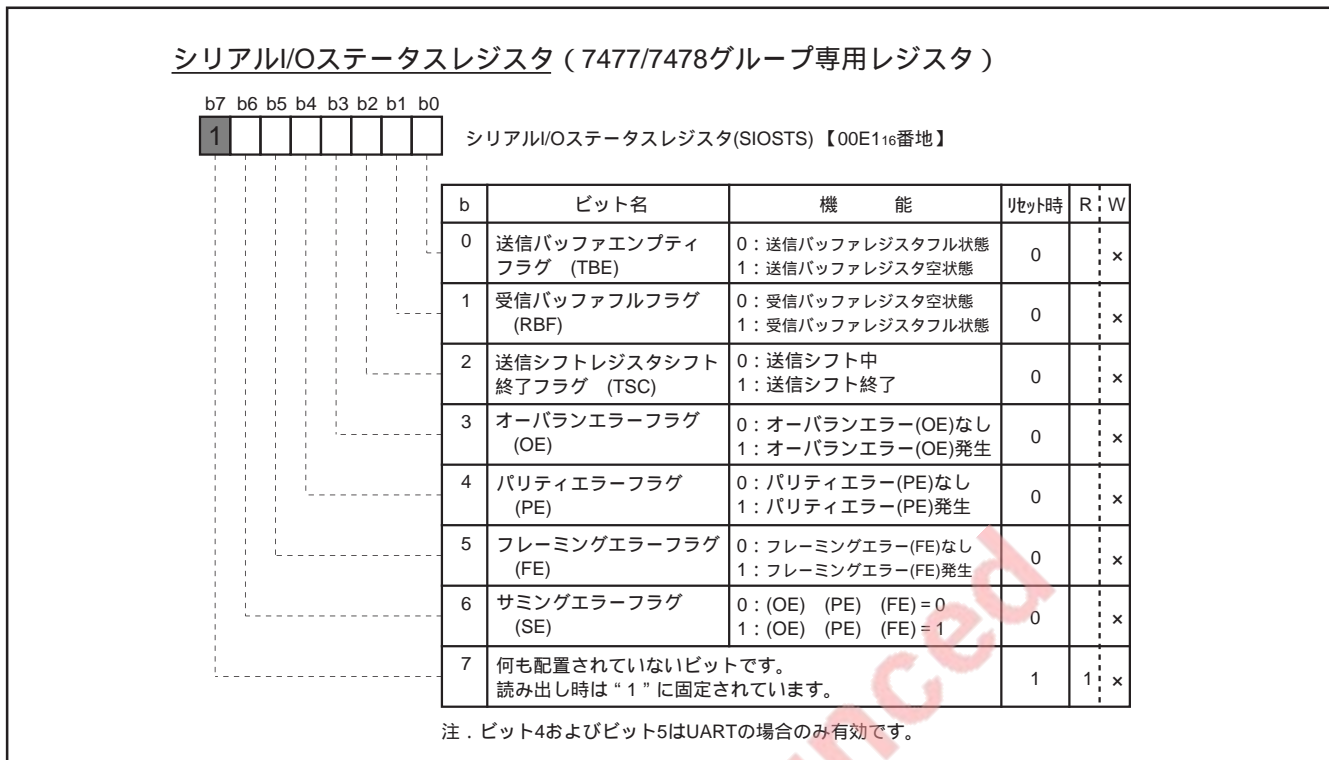 シリアルI/Oステータスレジスタ（7477/7478グループ専用レジスタ）
b7 b6 b5 b4 b3 b2 b1 b0
1
シリアルI/Oステータスレジスタ(SIOSTS)【00E1₁₆番地】
b ビット名 機 能 リセット時 R W
0 送信バッファエンプティ 0：送信バッファレジスタフル状態 0 ×
フラグ (TBE) 1：送信バッファレジスタ空状態
1 受信バッファフルフラグ 0：受信バッファレジスタ空状態 0 ×
(RBF) 1：受信バッファレジスタフル状態
2 送信シフトレジスタシフト 0：送信シフト中 0 ×
終了フラグ (TSC) 1：送信シフト終了
3 オーバランエラーフラグ 0：オーバランエラー(OE)なし 0 ×
(OE) 1：オーバランエラー(OE)発生
4 パリティエラーフラグ 0：パリティエラー(PE)なし 0 ×
(PE) 1：パリティエラー(PE)発生
5 フレーミングエラーフラグ 0：フレーミングエラー(FE)なし 0 ×
(FE) 1：フレーミングエラー(FE)発生
6 サミングエラーフラグ 0：(OE) (PE) (FE)=0 0 ×
(SE) 1：(OE) (PE) (FE)=1
7 何も配置されていないビットです。 1 1 ×
読み出し時は“1”に固定されています。
注．ビット4およびビット5はUARTの場合のみ有効です。